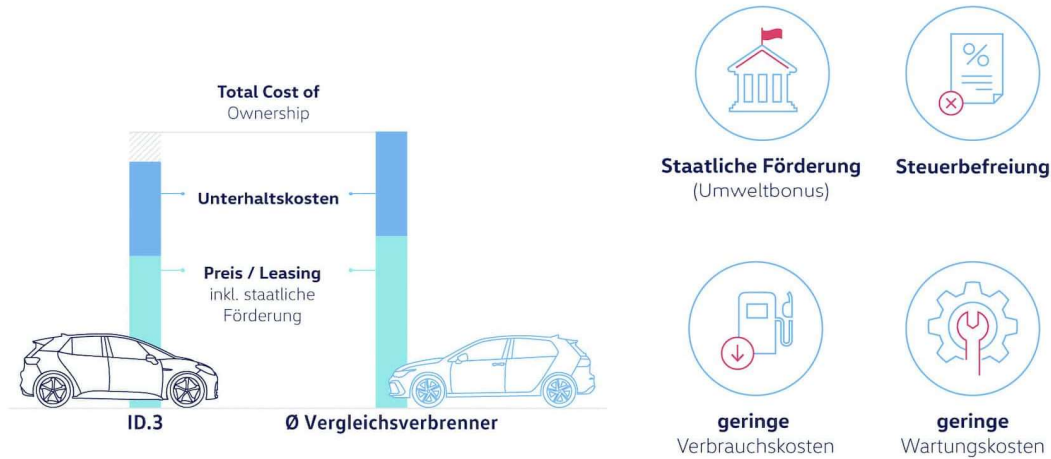 Total Cost of
Ownership
Unterhaltskosten
Preis / Leasing
inkl. staatliche
Förderung
ID.3
Ø Vergleichsverbrenner
%
Staatliche Förderung
(Umweltbonus)
Steuerbefreiung
geringe
Verbrauchskosten
geringe
Wartungskosten